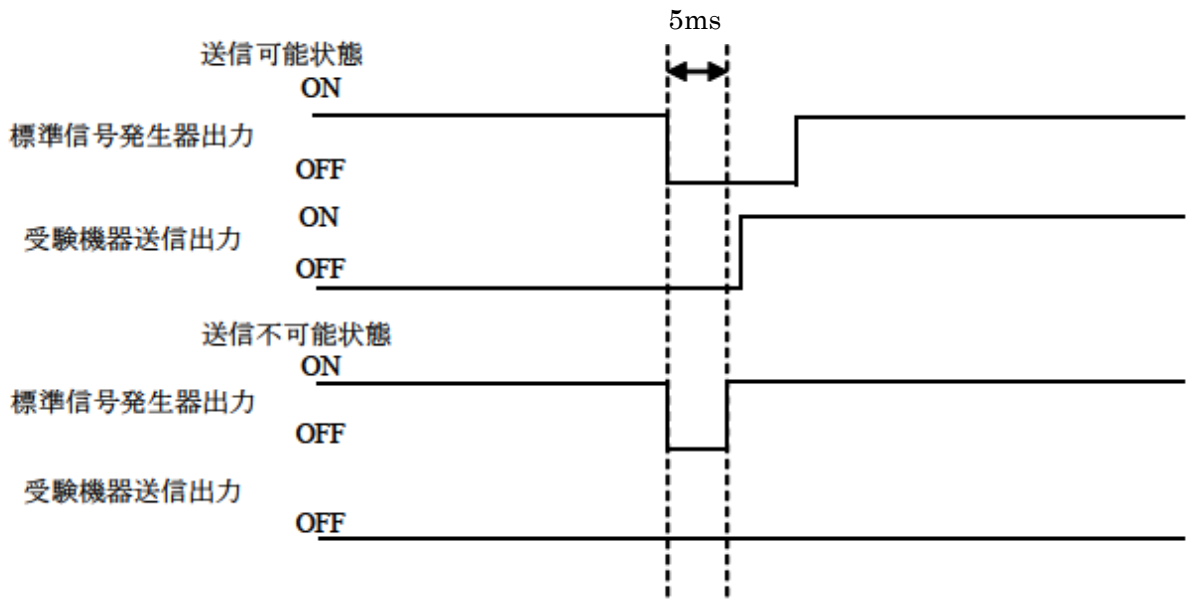 5ms
送信可能状態
ON
標準信号発生器出力
OFF
ON
受験機器送信出力
OFF
送信不可能状態
ON
標準信号発生器出力
OFF
受験機器送信出力
OFF